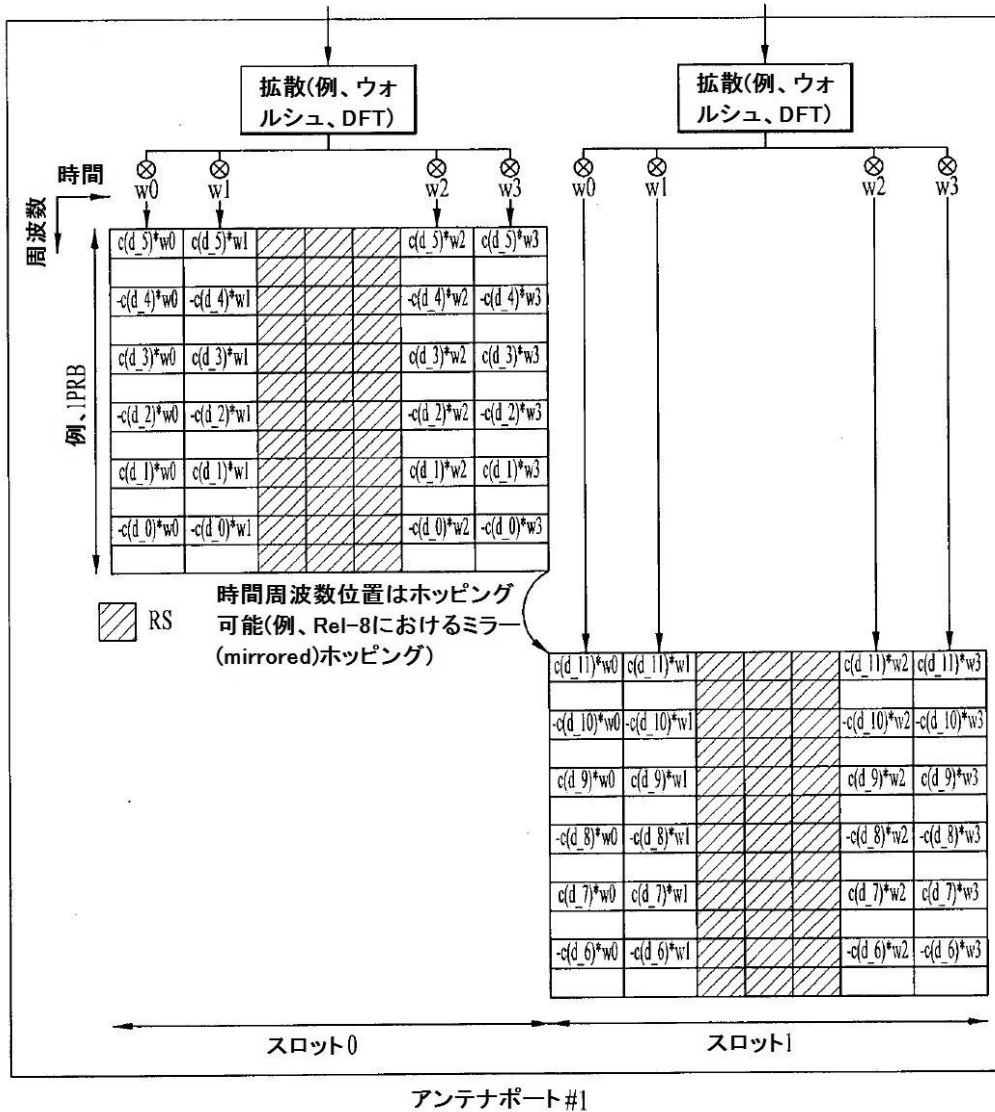 拡散(例、ウォ
ルシュ、DFT)
拡散(例、ウォ
ルシュ、DFT)
時間
周波数
w0 w1 w2 w3 w0 w1 w2 w3
例、1PRB
c(d_5)*w0 c(d_5)*w1 c(d_5)*w2 c(d_5)*w3
-c(d_4)*w0 -c(d_4)*w1 -c(d_4)*w2 -c(d_4)*w3
c(d_3)*w0 c(d_3)*w1 c(d_3)*w2 c(d_3)*w3
-c(d_2)*w0 -c(d_2)*w1 -c(d_2)*w2 -c(d_2)*w3
c(d_1)*w0 c(d_1)*w1 c(d_1)*w2 c(d_1)*w3
-c(d_0)*w0 -c(d_0)*w1 -c(d_0)*w2 -c(d_0)*w3
RS
時間周波数位置はホッピング
可能(例、Rel-8におけるミラー
(mirrored)ホッピング)
c(d_11)*w0 c(d_11)*w1 c(d_11)*w2 c(d_11)*w3
-c(d_10)*w0 -c(d_10)*w1 -c(d_10)*w2 -c(d_10)*w3
c(d_9)*w0 c(d_9)*w1 c(d_9)*w2 c(d_9)*w3
-c(d_8)*w0 -c(d_8)*w1 -c(d_8)*w2 -c(d_8)*w3
c(d_7)*w0 c(d_7)*w1 c(d_7)*w2 c(d_7)*w3
-c(d_6)*w0 -c(d_6)*w1 -c(d_6)*w2 -c(d_6)*w3
スロット0 スロット1
アンテナポート#1